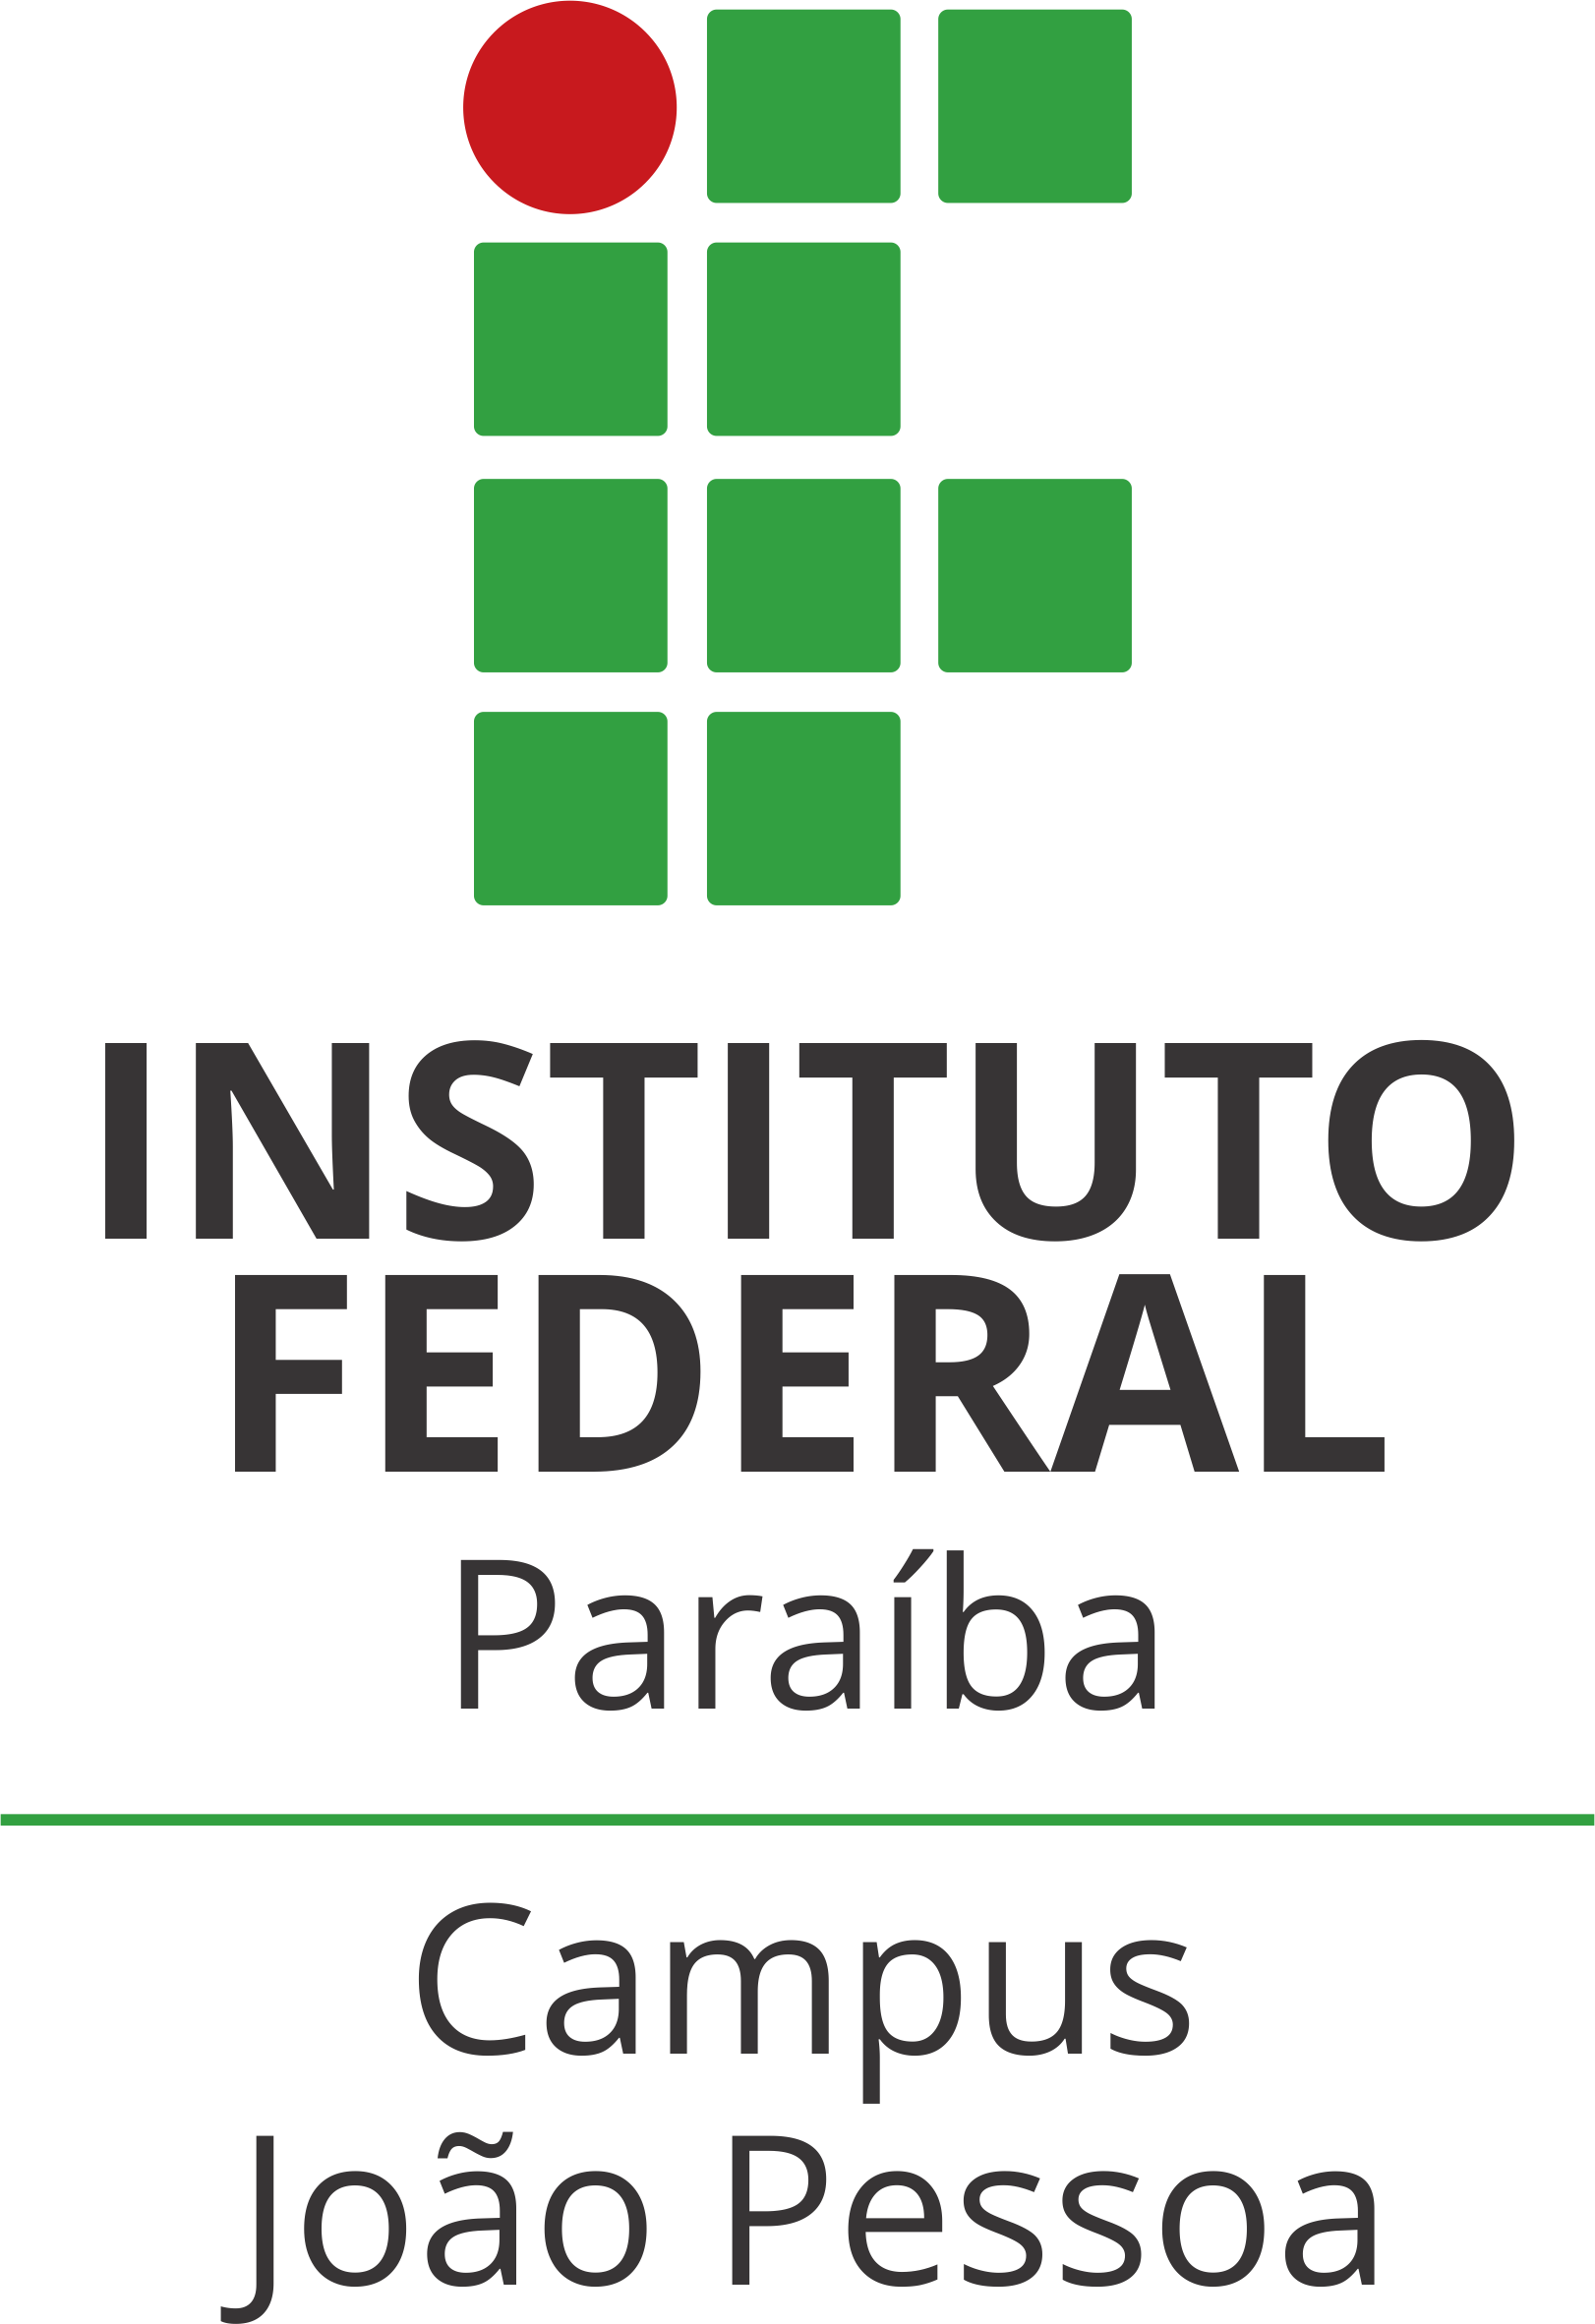 INSTITUTO
FEDERAL
Paraíba
Campus
João Pessoa